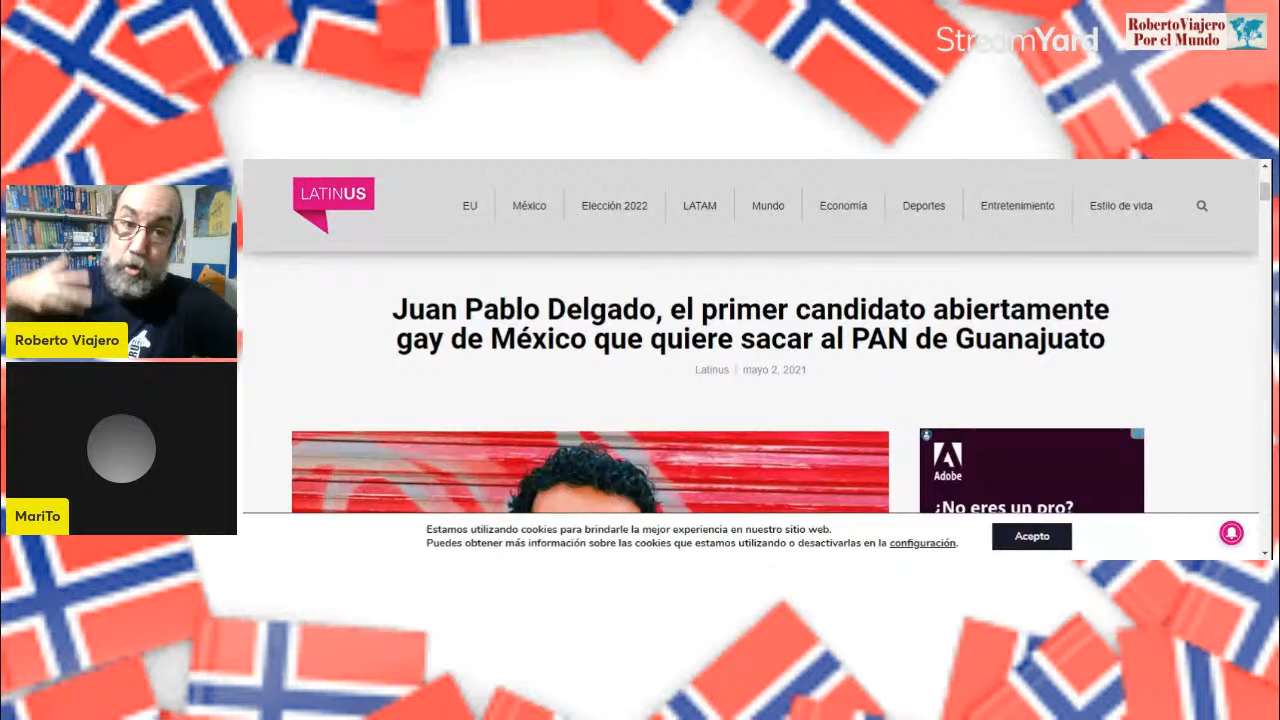 StreamYard
RobertoViajero
Por el Mundo
LATINUS
EU
México
Elección 2022
LATAM
Mundo
Economía
Deportes
Entretenimiento
Estilo de vida
Juan Pablo Delgado, el primer candidato abiertamente
gay de México que quiere sacar al PAN de Guanajuato
Latinus
mayo 2, 2021
Roberto Viajero
MariTo
Adobe
¿No eres un pro?
Estamos utilizando cookies para brindarle la mejor experiencia en nuestro sitio web.
Puedes obtener más información sobre las cookies que estamos utilizando o desactivarlas en la configuración.
Acepto